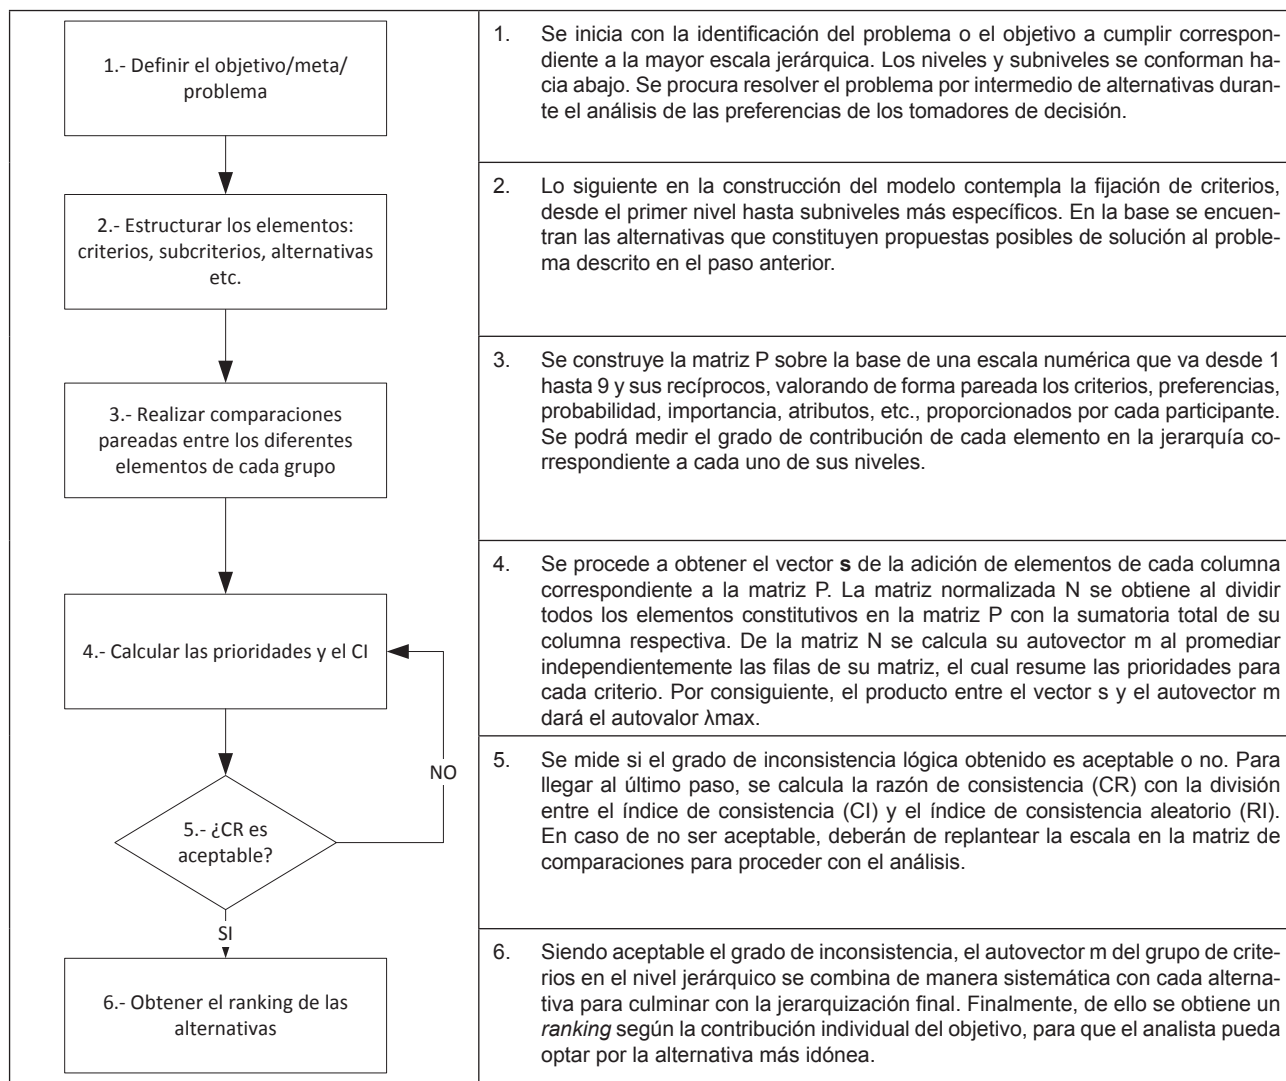 1.- Definir el objetivo/meta/
problema
1. Se inicia con la identificación del problema o el objetivo a cumplir correspon-
diente a la mayor escala jerárquica. Los niveles y subniveles se conforman ha-
cia abajo. Se procura resolver el problema por intermedio de alternativas duran-
te el análisis de las preferencias de los tomadores de decisión.
2.- Estructurar los elementos:
criterios, subcriterios, alternativas
etc.
2. Lo siguiente en la construcción del modelo contempla la fijación de criterios,
desde el primer nivel hasta subniveles más específicos. En la base se encuen-
tran las alternativas que constituyen propuestas posibles de solución al proble-
ma descrito en el paso anterior.
3.- Realizar comparaciones
pareadas entre los diferentes
elementos de cada grupo
3. Se construye la matriz P sobre la base de una escala numérica que va desde 1
hasta 9 y sus recíprocos, valorando de forma pareada los criterios, preferencias,
probabilidad, importancia, atributos, etc., proporcionados por cada participante.
Se podrá medir el grado de contribución de cada elemento en la jerarquía co-
rrespondiente a cada uno de sus niveles.
4.- Calcular las prioridades y el CI
4. Se procede a obtener el vector s de la adición de elementos de cada columna
correspondiente a la matriz P. La matriz normalizada N se obtiene al dividir
todos los elementos constitutivos en la matriz P con la sumatoria total de su
columna respectiva. De la matriz N se calcula su autovector m al promediar
independientemente las filas de su matriz, el cual resume las prioridades para
cada criterio. Por consiguiente, el producto entre el vector s y el autovector m
dará el autovalor λmax.
5.- ¿CR es
aceptable?
NO
SI
5. Se mide si el grado de inconsistencia lógica obtenido es aceptable o no. Para
llegar al último paso, se calcula la razón de consistencia (CR) con la división
entre el índice de consistencia (CI) y el índice de consistencia aleatorio (RI).
En caso de no ser aceptable, deberán de replantear la escala en la matriz de
comparaciones para proceder con el análisis.
6.- Obtener el ranking de las
alternativas
6. Siendo aceptable el grado de inconsistencia, el autovector m del grupo de crite-
rios en el nivel jerárquico se combina de manera sistemática con cada alterna-
tiva para culminar con la jerarquización final. Finalmente, de ello se obtiene un
ranking según la contribución individual del objetivo, para que el analista pueda
optar por la alternativa más idónea.